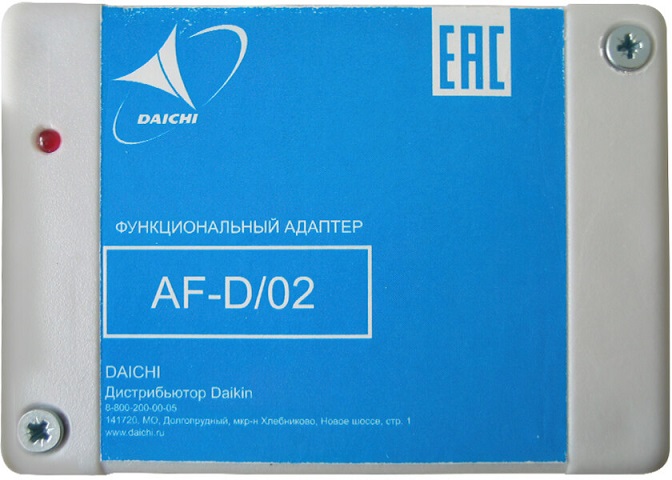 DAICHI
EAC
ФУНКЦИОНАЛЬНЫЙ АДАПТЕР
AF-D/02
DAICHI
Дистрибьютор Daikin
8-800-200-00-05
141720, МО, Долгопрудный, мкр-н Хлебниково, Новое шоссе, стр. 1
www.daichi.ru